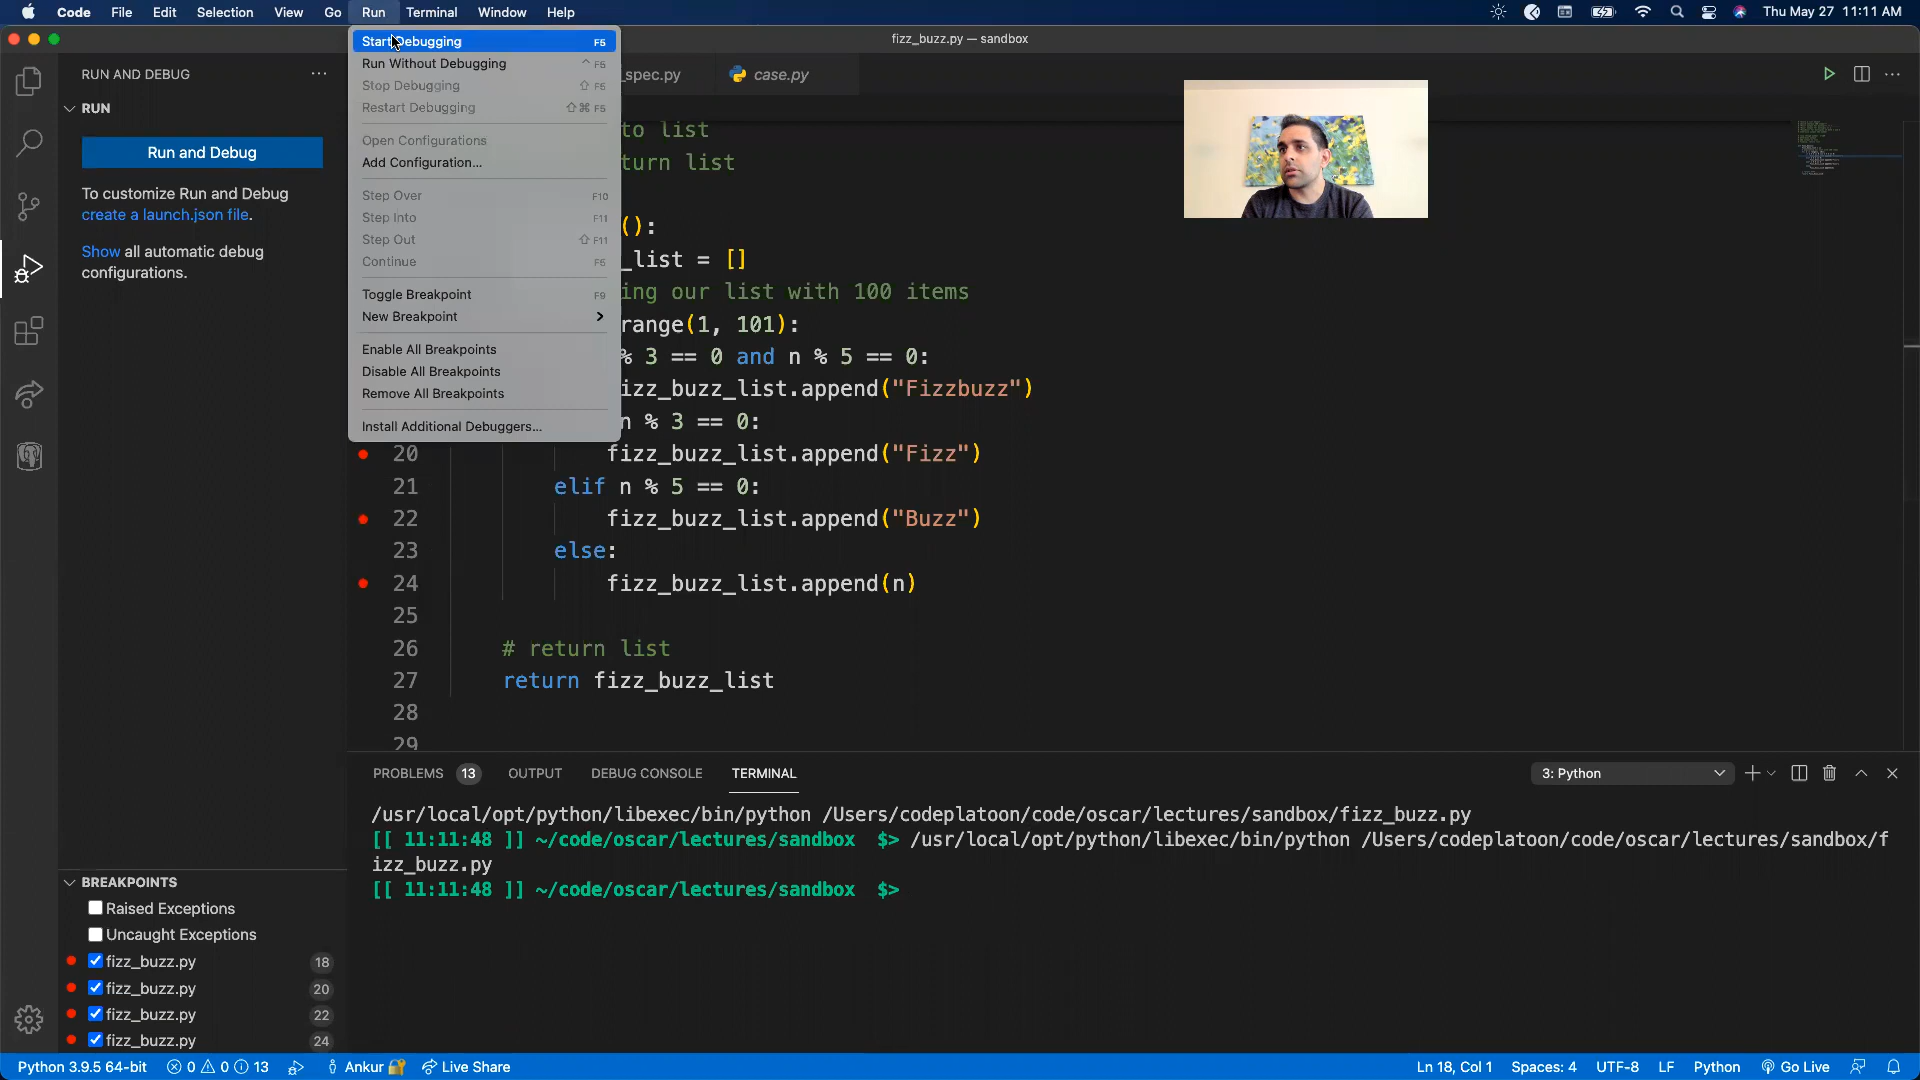 Code File Edit Selection View Go Run Terminal Window Help Thu May 27 11:11 AM
fizz_buzz.py — sandbox
RUN AND DEBUG
RUN
Run and Debug
To customize Run and Debug
create a launch.json file.
Show all automatic debug
configurations.
Start Debugging F5
Run Without Debugging ^ F5
Stop Debugging ⇧ F5
Restart Debugging ⇧⌘ F5
Open Configurations
Add Configuration...
Step Over F10
Step Into F11
Step Out ⇧ F11
Continue F5
Toggle Breakpoint F9
New Breakpoint
Enable All Breakpoints
Disable All Breakpoints
Remove All Breakpoints
Install Additional Debuggers...
_spec.py case.py
to list
turn list
():
_list = []
ing our list with 100 items
range(1, 101):
% 3 == 0 and n % 5 == 0:
fizz_buzz_list.append("Fizzbuzz")
n % 3 == 0:
20 fizz_buzz_list.append("Fizz")
21 elif n % 5 == 0:
22 fizz_buzz_list.append("Buzz")
23 else:
24 fizz_buzz_list.append(n)
25
26 # return list
27 return fizz_buzz_list
28
29
PROBLEMS 13 OUTPUT DEBUG CONSOLE TERMINAL 3: Python
/usr/local/opt/python/libexec/bin/python /Users/codeplatoon/code/oscar/lectures/sandbox/fizz_buzz.py
[[ 11:11:48 ]] ~/code/oscar/lectures/sandbox $> /usr/local/opt/python/libexec/bin/python /Users/codeplatoon/code/oscar/lectures/sandbox/f
izz_buzz.py
[[ 11:11:48 ]] ~/code/oscar/lectures/sandbox $>
BREAKPOINTS
Raised Exceptions
Uncaught Exceptions
fizz_buzz.py 18
fizz_buzz.py 20
fizz_buzz.py 22
fizz_buzz.py 24
Python 3.9.5 64-bit 0 0 13 Ankur Live Share Ln 18, Col 1 Spaces: 4 UTF-8 LF Python Go Live